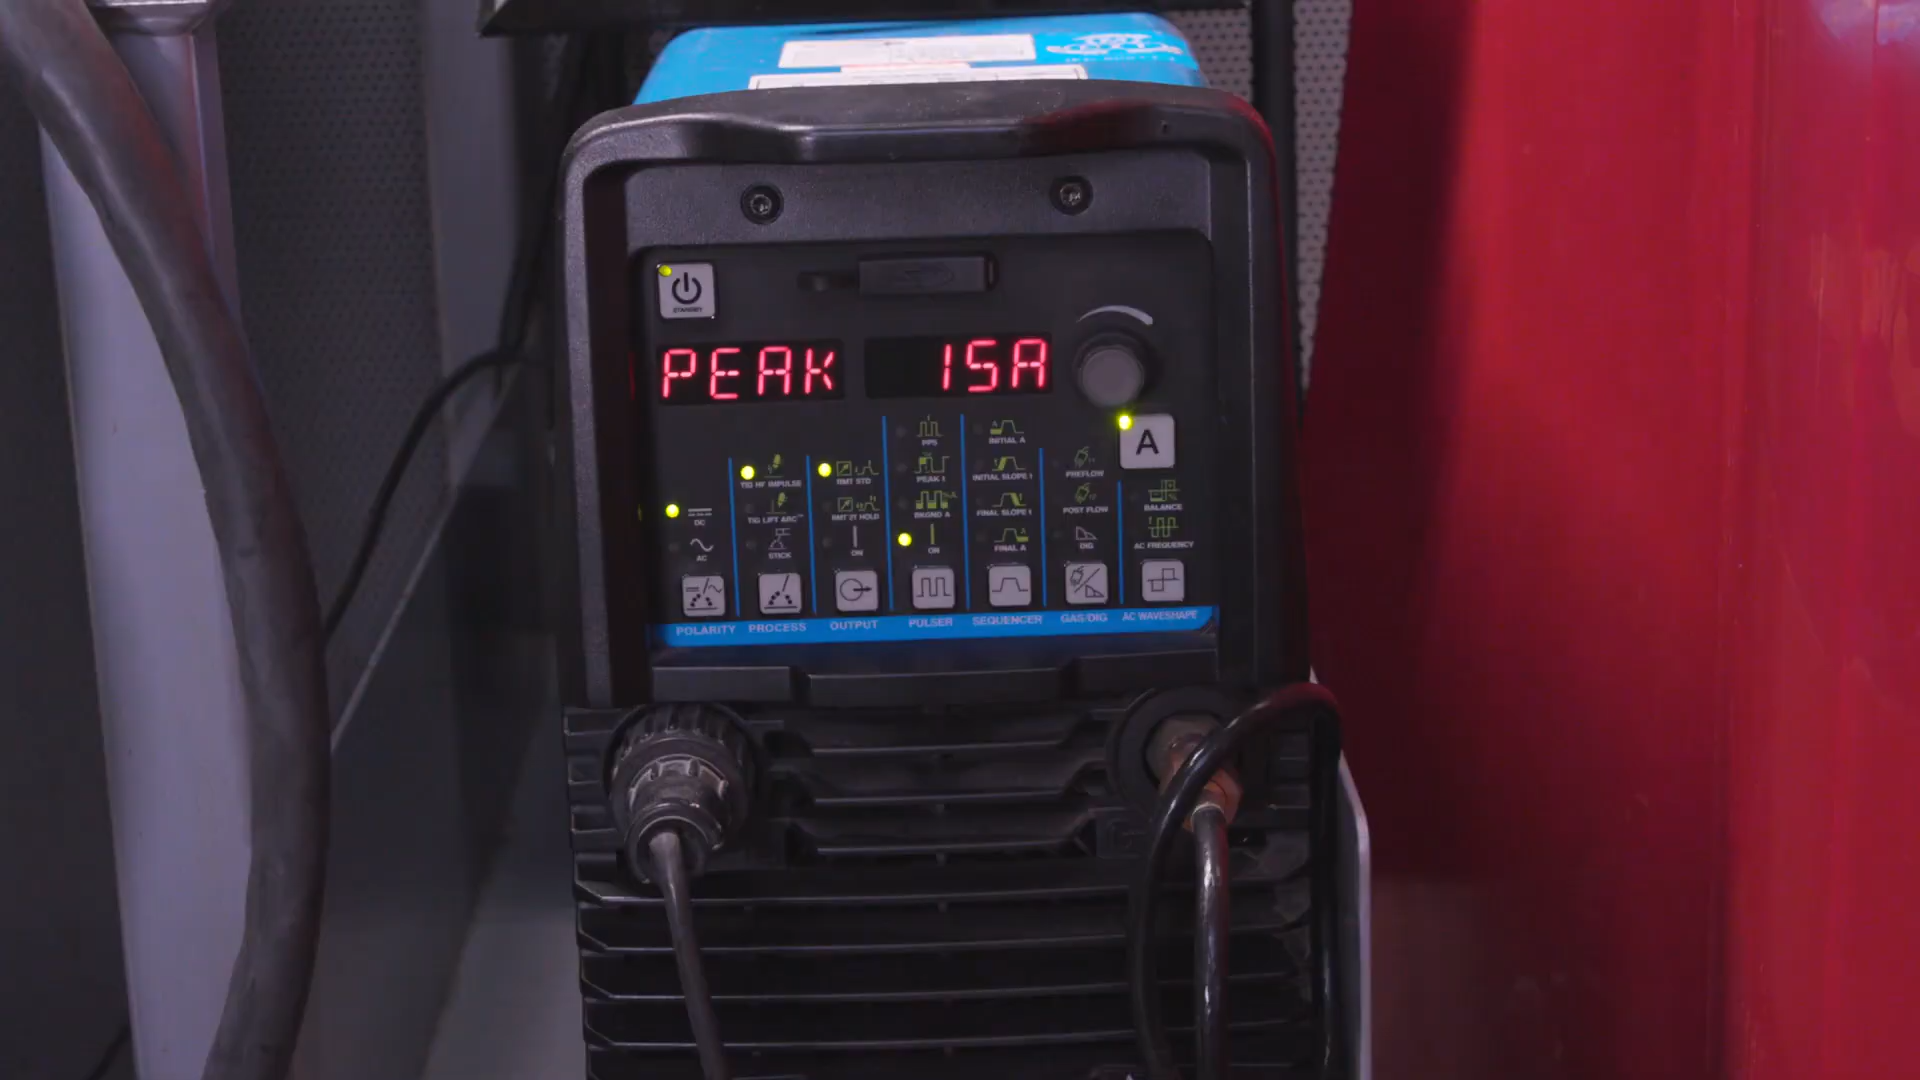 STANDBY
PEAK 15A
A
PPS
INITIAL A
TIG HF IMPULSE
RMT STD
PEAK t
INITIAL SLOPE t
PREFLOW
DC
TIG LIFT ARC™
RMT 2T HOLD
BKGND A
FINAL SLOPE t
POST FLOW
BALANCE
AC
STICK
ON
ON
FINAL A
DIG
AC FREQUENCY
POLARITY PROCESS OUTPUT PULSER SEQUENCER GAS/DIG AC WAVESHAPE